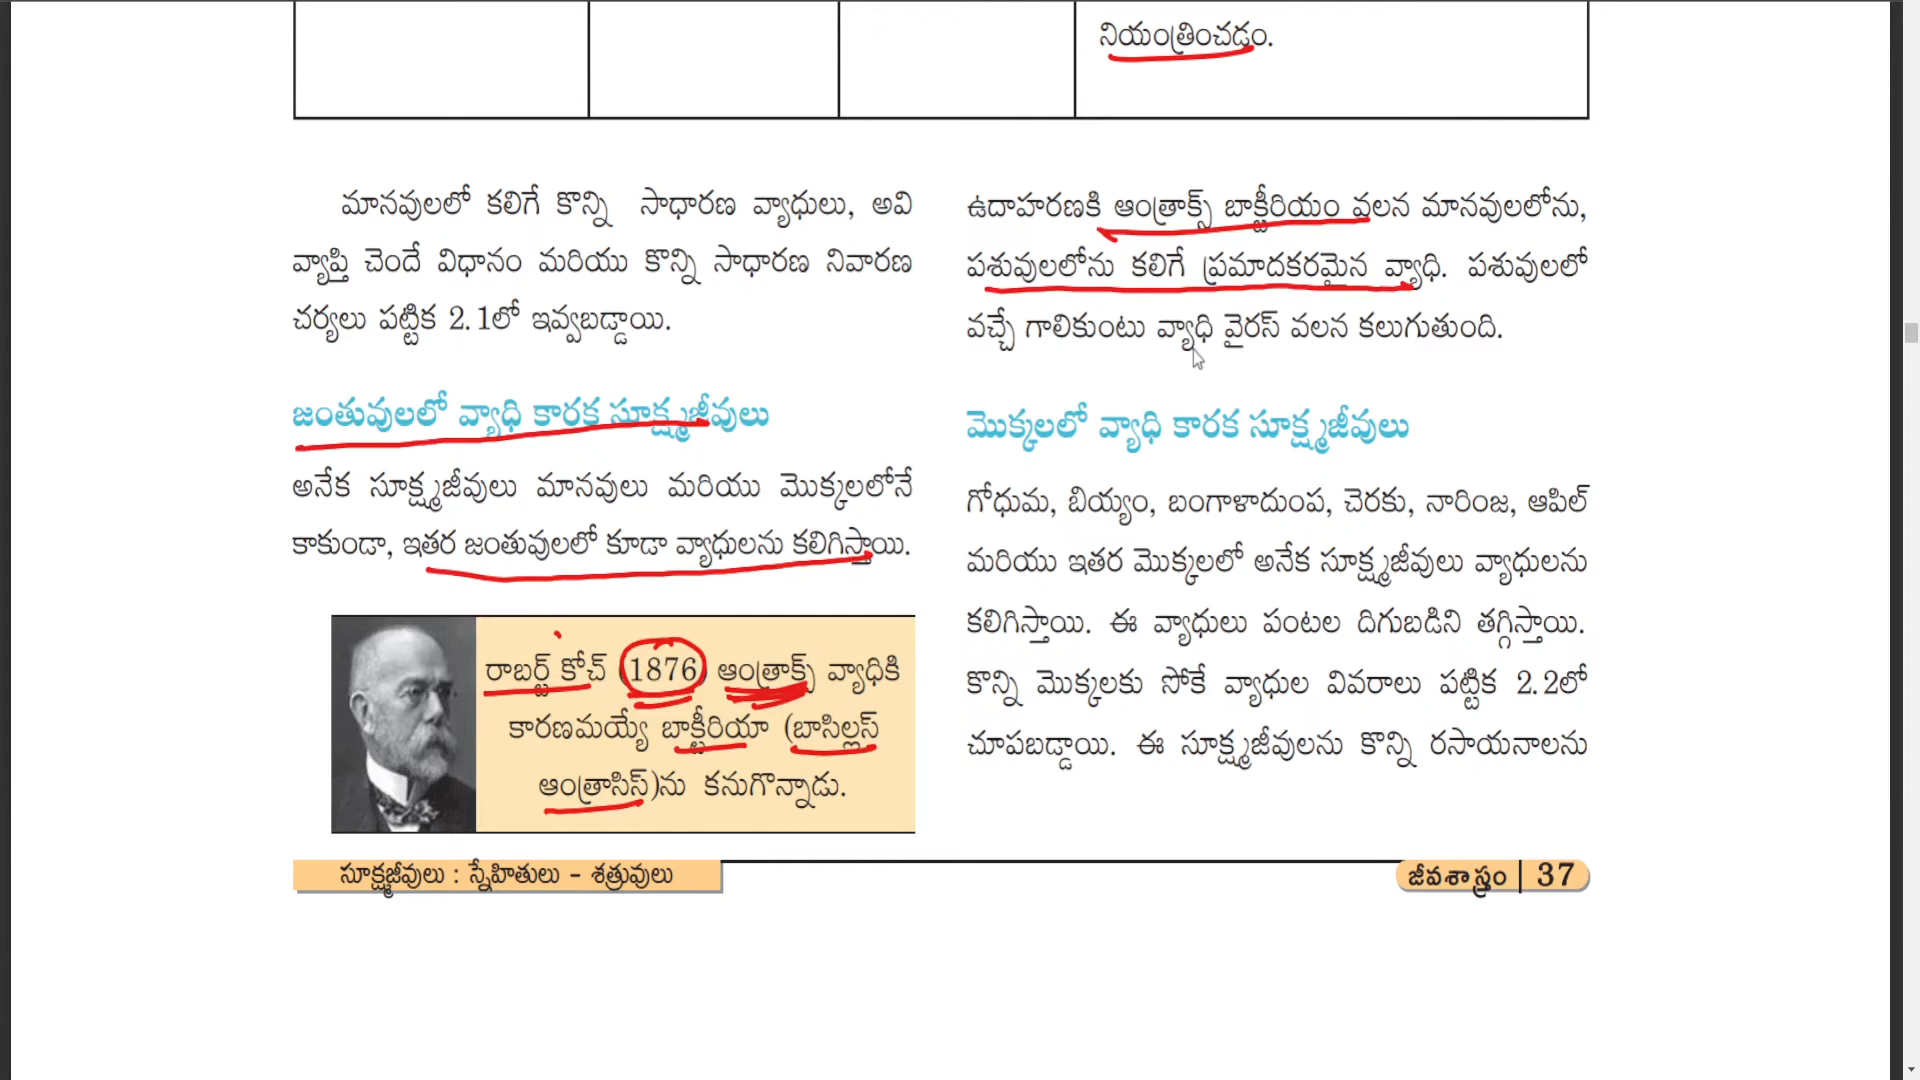 నియంత్రించడం.
మానవులలో కలిగే కొన్ని సాధారణ వ్యాధులు, అవి
వ్యాప్తి చెందే విధానం మరియు కొన్ని సాధారణ నివారణ
చర్యలు పట్టిక 2.1లో ఇవ్వబడ్డాయి.
జంతువులలో వ్యాధి కారక సూక్ష్మజీవులు
అనేక సూక్ష్మజీవులు మానవులు మరియు మొక్కలలోనే
కాకుండా, ఇతర జంతువులలో కూడా వ్యాధులను కలిగిస్తాయి.
రాబర్ట్ కోచ్ (1876) ఆంత్రాక్స్ వ్యాధికి
కారణమయ్యే బాక్టీరియా (బాసిల్లస్
ఆంత్రాసిస్)ను కనుగొన్నాడు.
ఉదాహరణకి ఆంత్రాక్స్ బాక్టీరియం వలన మానవులలోను,
పశువులలోను కలిగే ప్రమాదకరమైన వ్యాధి. పశువులలో
వచ్చే గాలికుంటు వ్యాధి వైరస్ వలన కలుగుతుంది.
మొక్కలలో వ్యాధి కారక సూక్ష్మజీవులు
గోధుమ, బియ్యం, బంగాళాదుంప, చెరకు, నారింజ, ఆపిల్
మరియు ఇతర మొక్కలలో అనేక సూక్ష్మజీవులు వ్యాధులను
కలిగిస్తాయి. ఈ వ్యాధులు పంటల దిగుబడిని తగ్గిస్తాయి.
కొన్ని మొక్కలకు సోకే వ్యాధుల వివరాలు పట్టిక 2.2లో
చూపబడ్డాయి. ఈ సూక్ష్మజీవులను కొన్ని రసాయనాలను
సూక్ష్మజీవులు : స్నేహితులు - శత్రువులు
జీవశాస్త్రం | 37